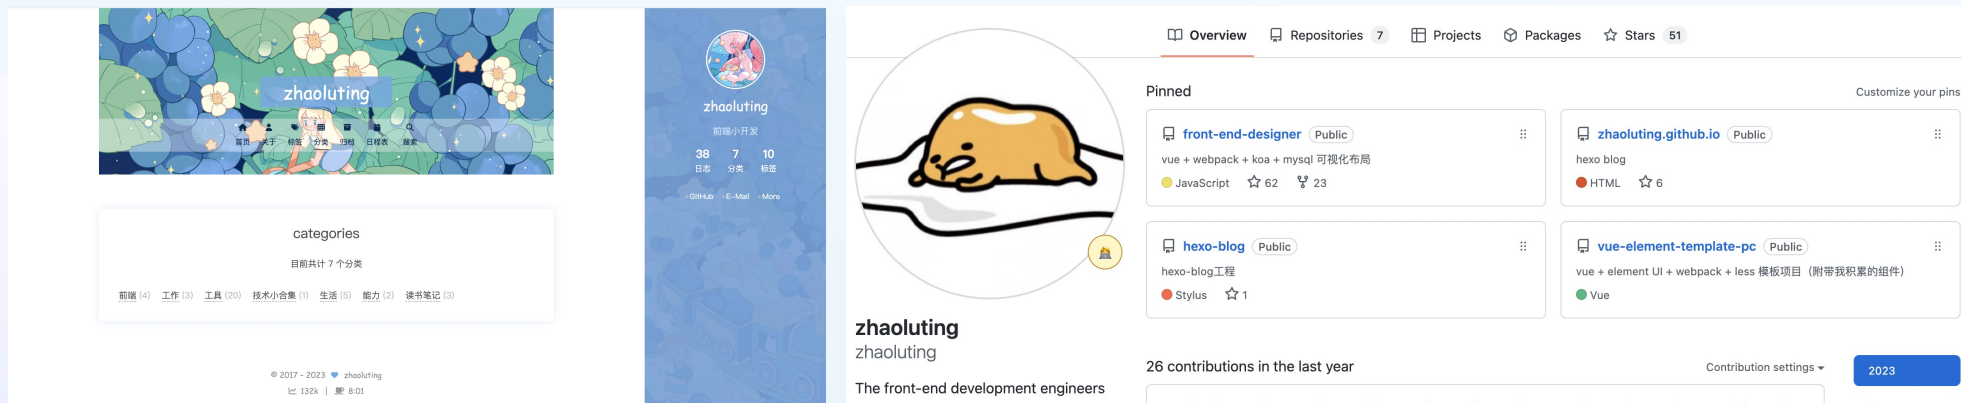 zhaoluting
首页 关于 标签 分类 归档 日程表 搜索
categories
目前共计 7 个分类
前端 (4) 工作 (3) 工具 (20) 技术小合集 (1) 生活 (5) 能力 (2) 读书笔记 (3)
© 2017 – 2023 zhaoluting
132k | 8:01
zhaoluting
前端小开发
38 7 10
日志 分类 标签
GitHub E-Mail More
Overview Repositories 7 Projects Packages Stars 51
zhaoluting
zhaoluting
The front-end development engineers
Pinned Customize your pins
front-end-designer Public
vue + webpack + koa + mysql 可视化布局
JavaScript 62 23
zhaoluting.github.io Public
hexo blog
HTML 6
hexo-blog Public
hexo-blog工程
Stylus 1
vue-element-template-pc Public
vue + element UI + webpack + less 模板项目（附带我积累的组件）
Vue
26 contributions in the last year Contribution settings 2023